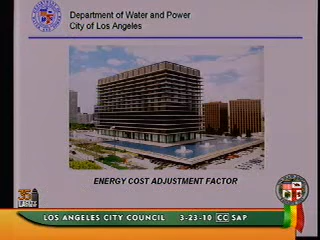 Department of Water and Power
City of Los Angeles
ENERGY COST ADJUSTMENT FACTOR
35
LOS ANGELES CITY COUNCIL 3-23-10 CC SAP